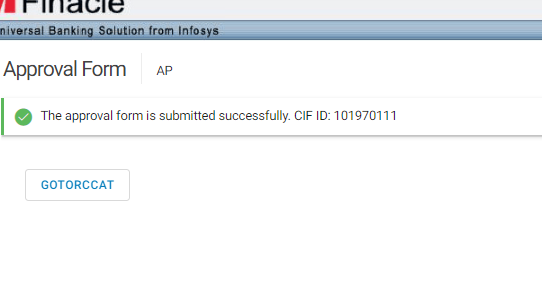 Finacle
niversal Banking Solution from Infosys
Approval Form AP
The approval form is submitted successfully. CIF ID: 101970111
GOTORCCAT